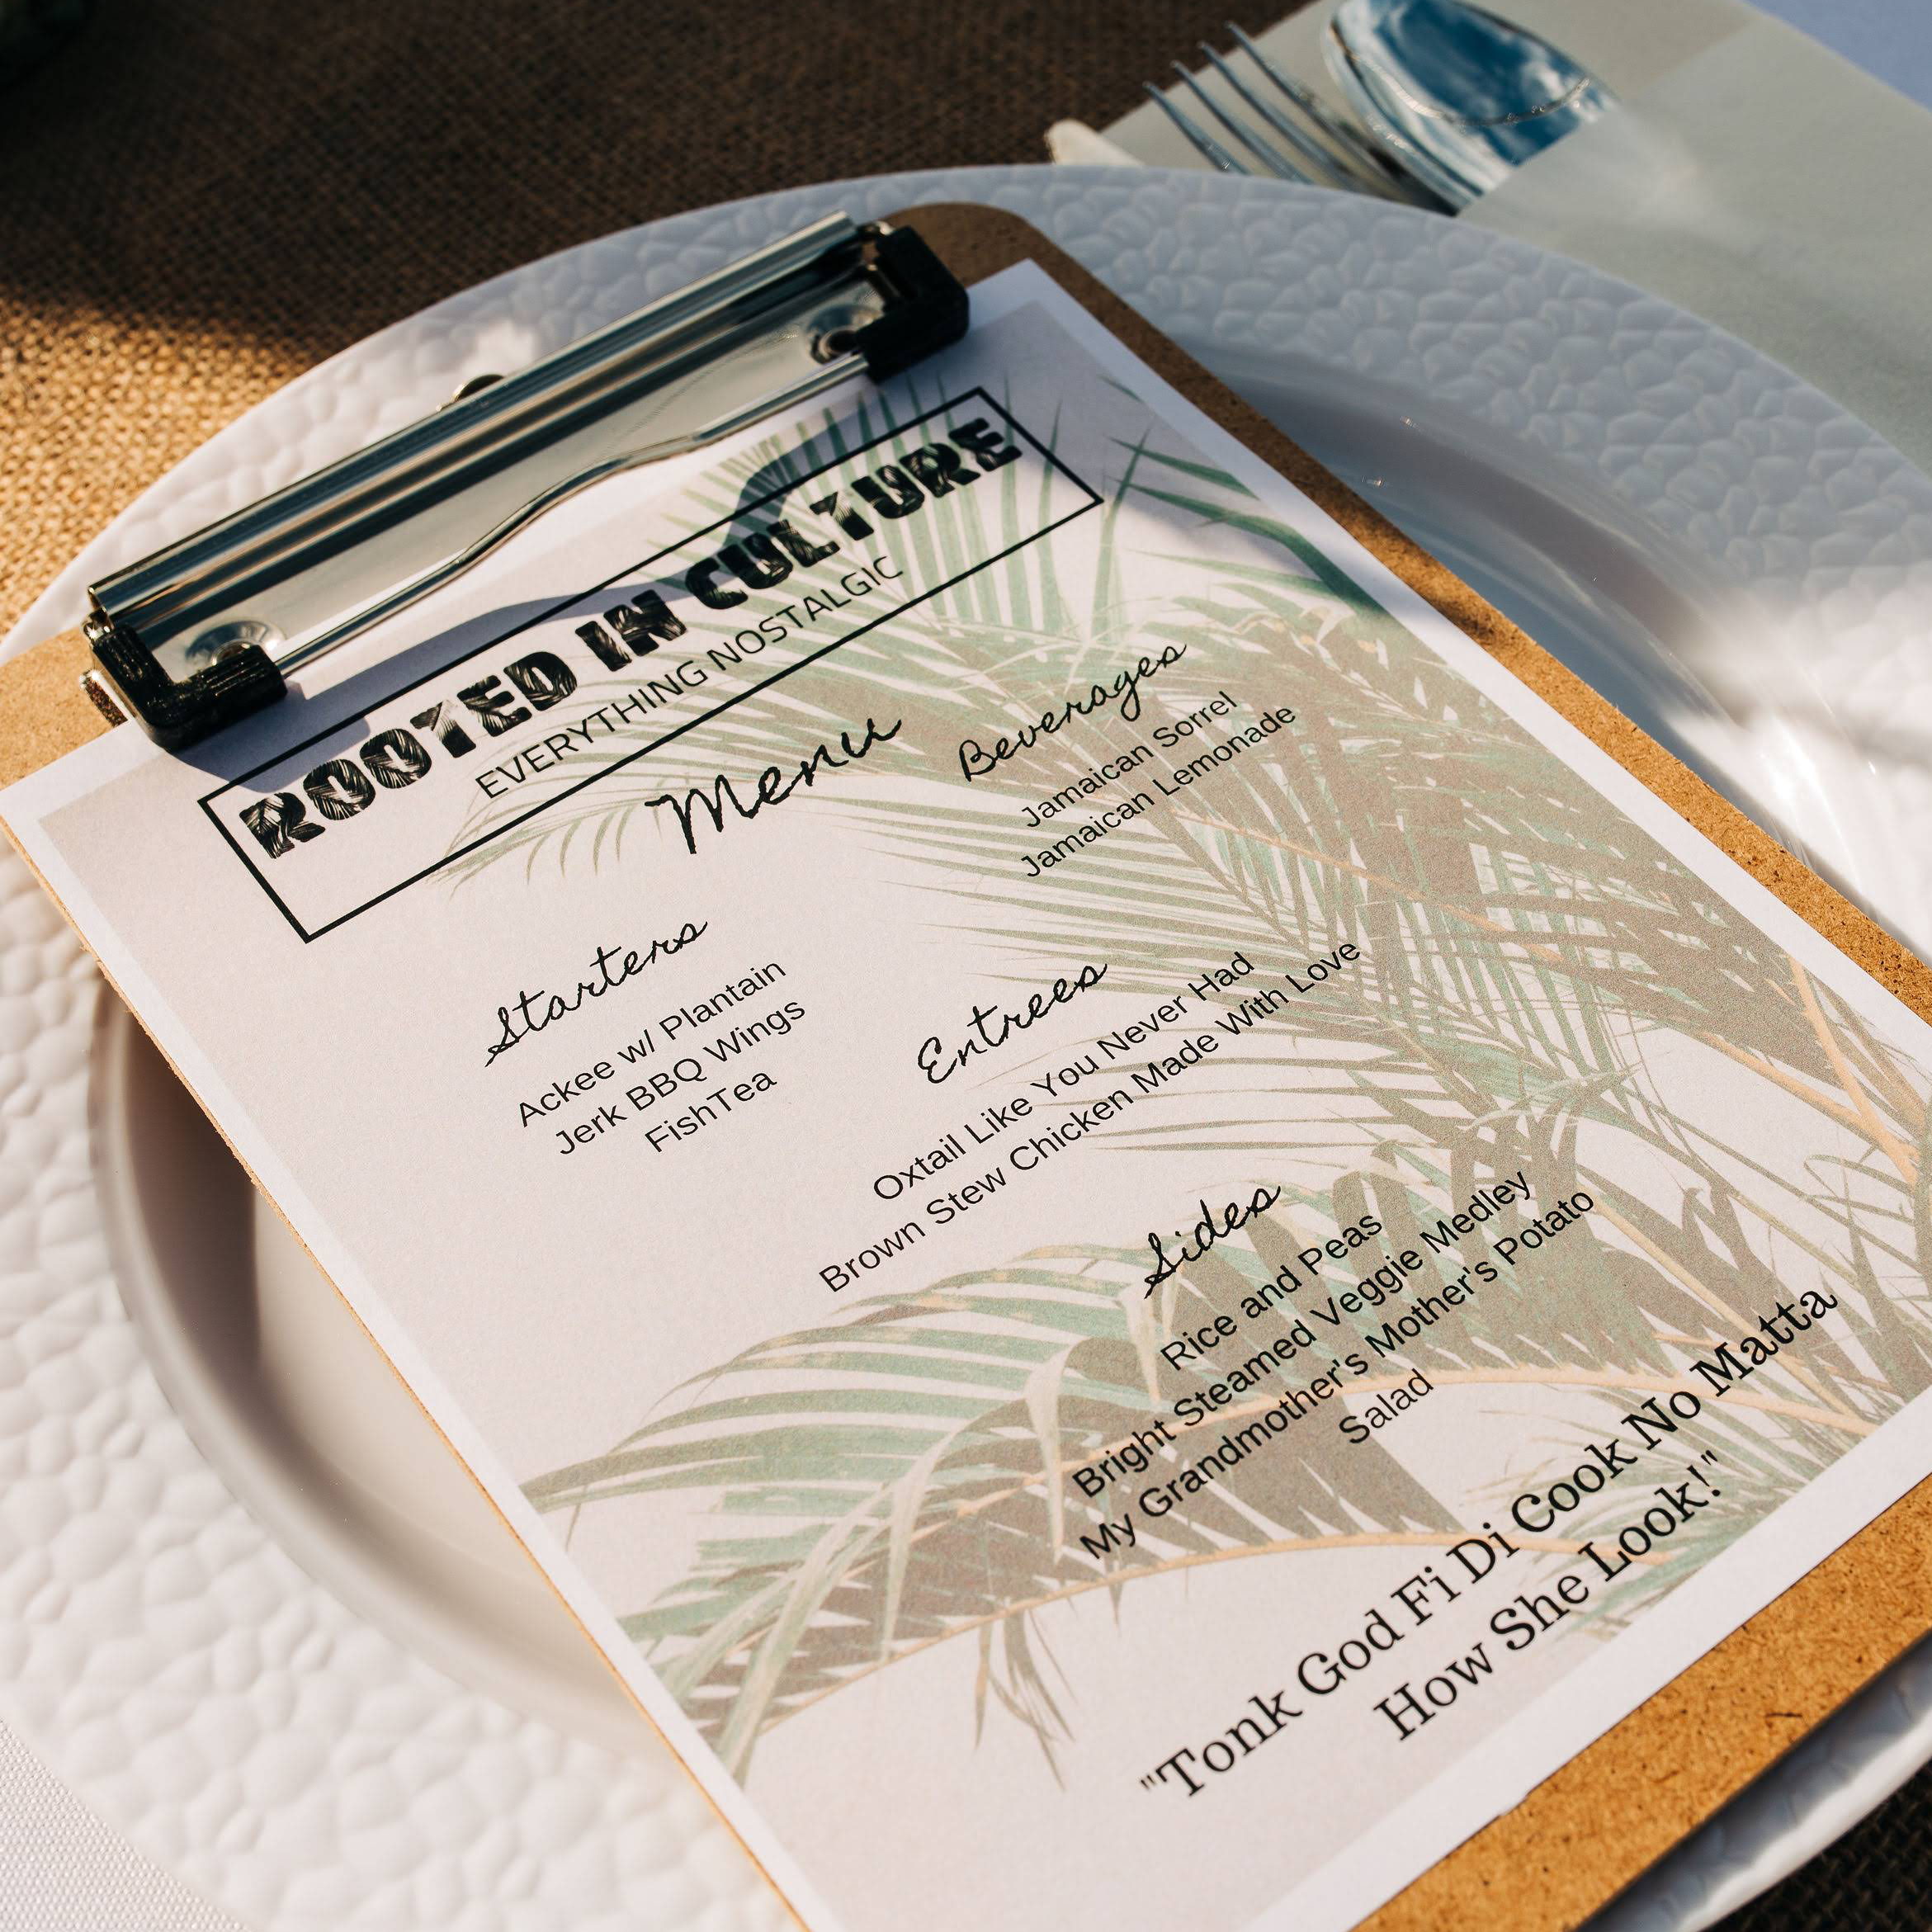 ROOTED IN CULTURE
EVERYTHING NOSTALGIC
Menu
Beverages
Jamaican Sorrel
Jamaican Lemonade
Starters
Ackee w/ Plantain
Jerk BBQ Wings
FishTea
Entrees
Oxtail Like You Never Had
Brown Stew Chicken Made With Love
Sides
Rice and Peas
Bright Steamed Veggie Medley
My Grandmother's Mother's Potato
Salad
"Tonk God Fi Di Cook No Matta
How She Look!"